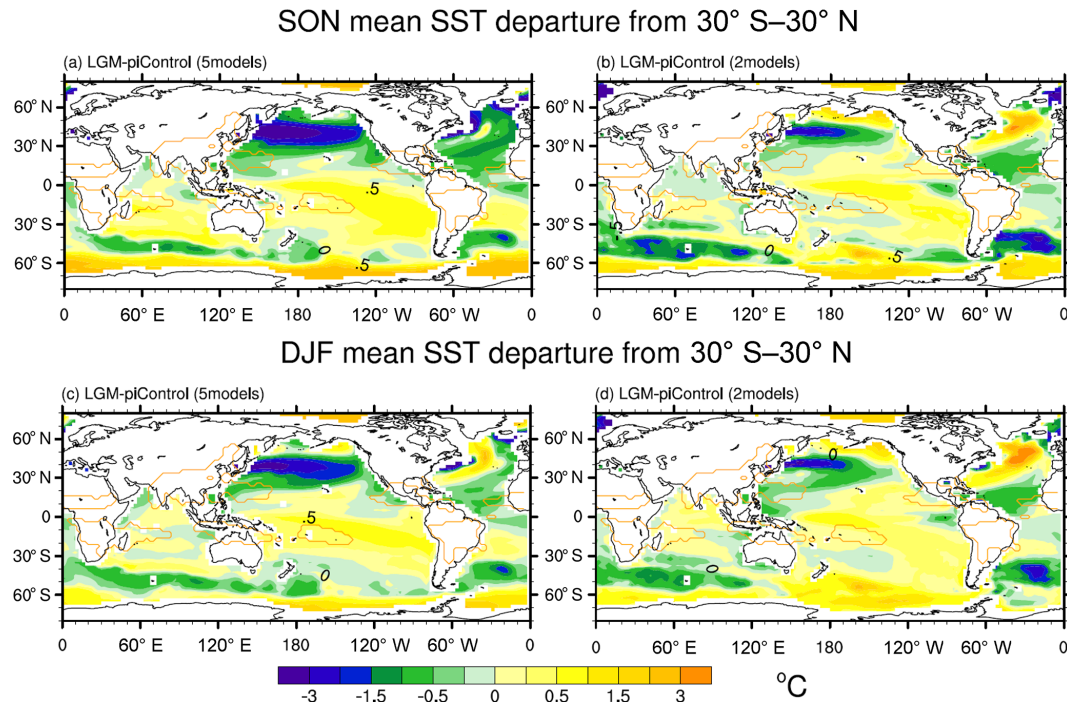 SON mean SST departure from 30° S–30° N
(a) LGM-piControl (5models)
(b) LGM-piControl (2models)
60° N
30° N
0
30° S
60° S
.5
0
.5
0 60° E 120° E 180 120° W 60° W 0
60° N
30° N
0
30° S
60° S
-.5
0
.5
0 60° E 120° E 180 120° W 60° W 0
DJF mean SST departure from 30° S–30° N
(c) LGM-piControl (5models)
(d) LGM-piControl (2models)
60° N
30° N
0
30° S
60° S
.5
0
0 60° E 120° E 180 120° W 60° W 0
60° N
30° N
0
30° S
60° S
0
0
0 60° E 120° E 180 120° W 60° W 0
-3 -1.5 -0.5 0 0.5 1.5 3
°C